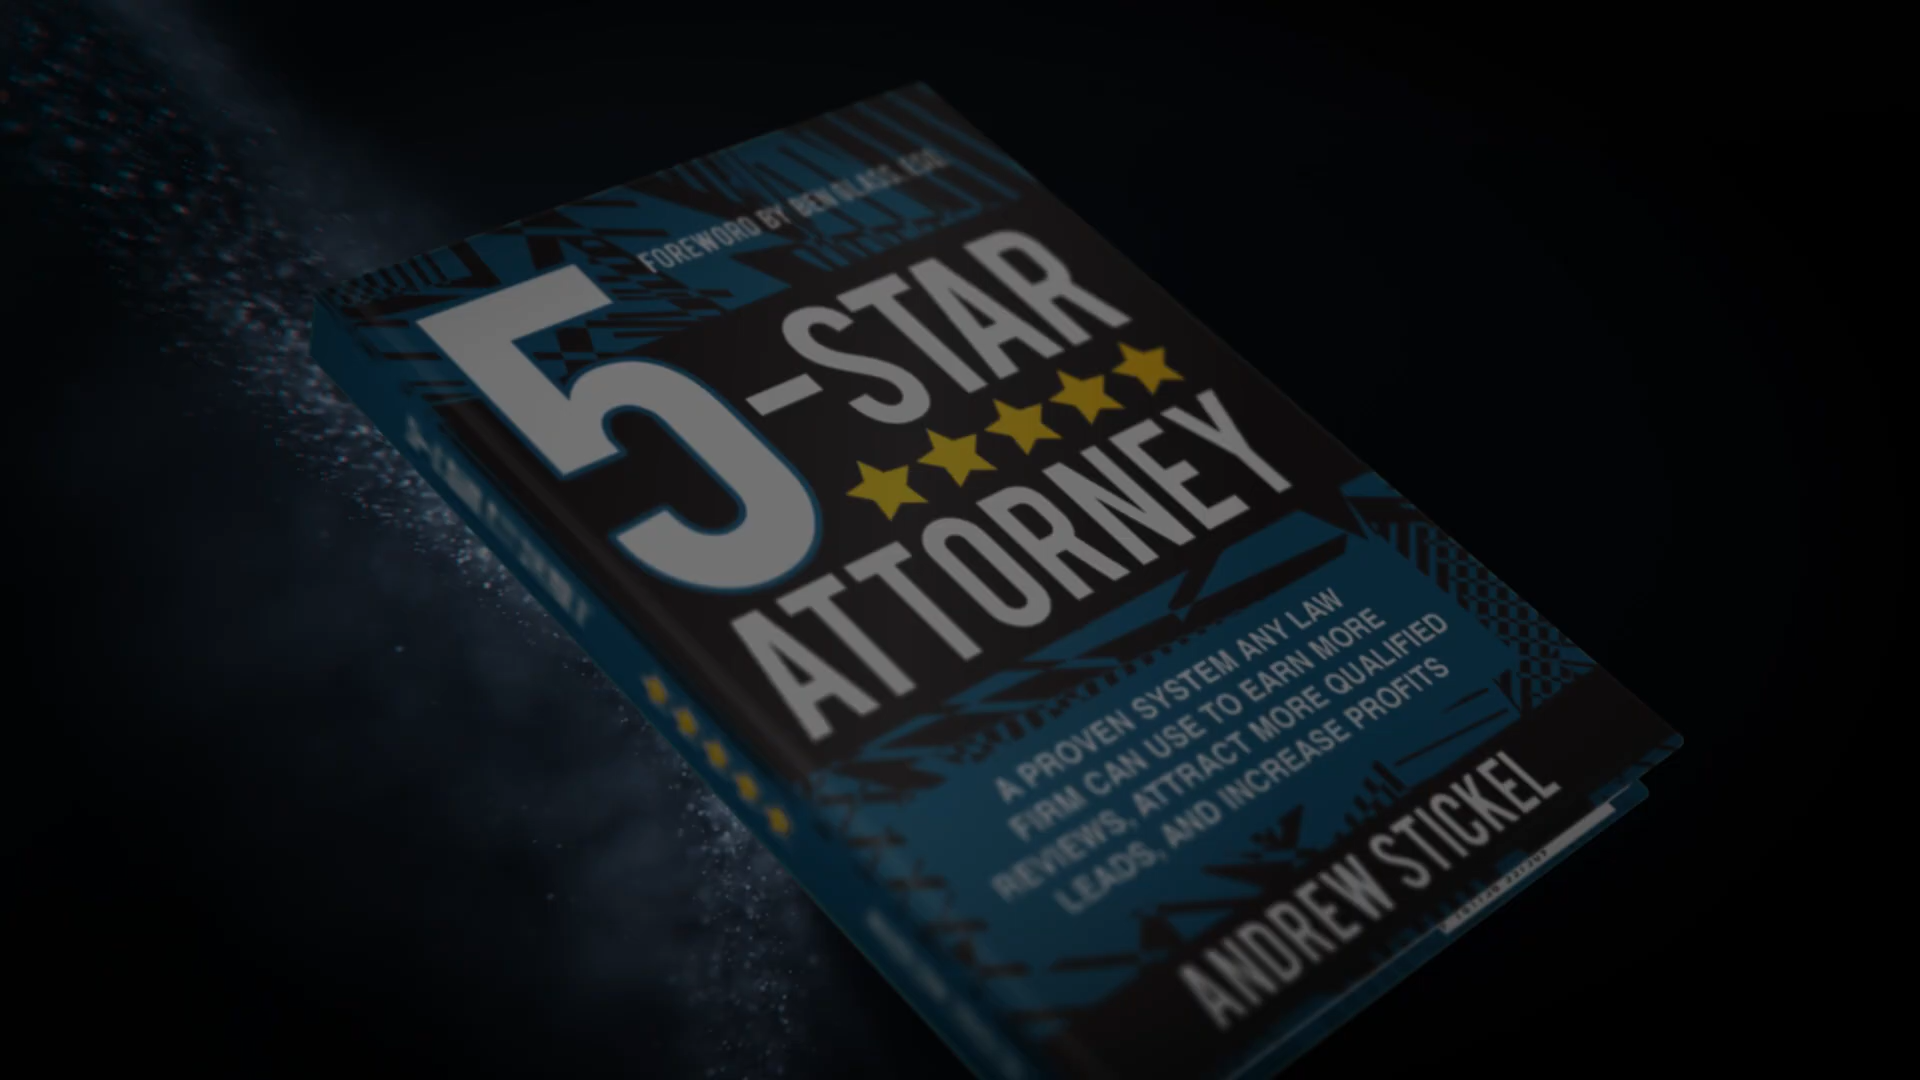 FOREWORD BY BEN GLASS, ESQ.
5-STAR
ATTORNEY
A PROVEN SYSTEM ANY LAW
FIRM CAN USE TO EARN MORE
REVIEWS, ATTRACT MORE QUALIFIED
LEADS, AND INCREASE PROFITS
ANDREW STICKEL